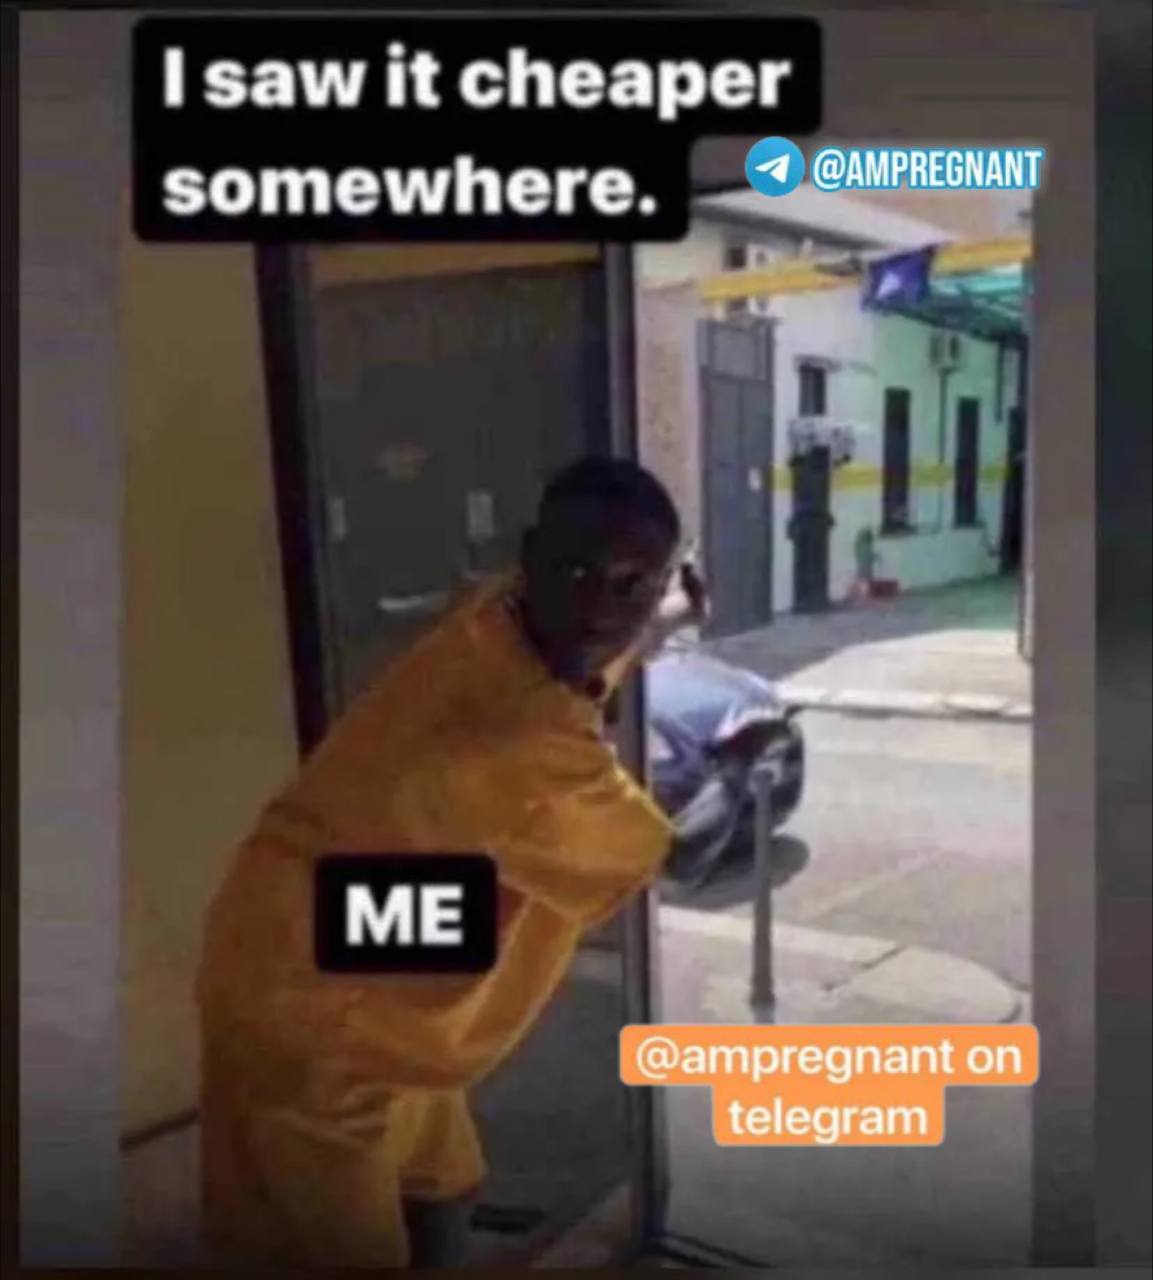 I saw it cheaper
somewhere.
@AMPREGNANT
ME
@ampregnant on
telegram